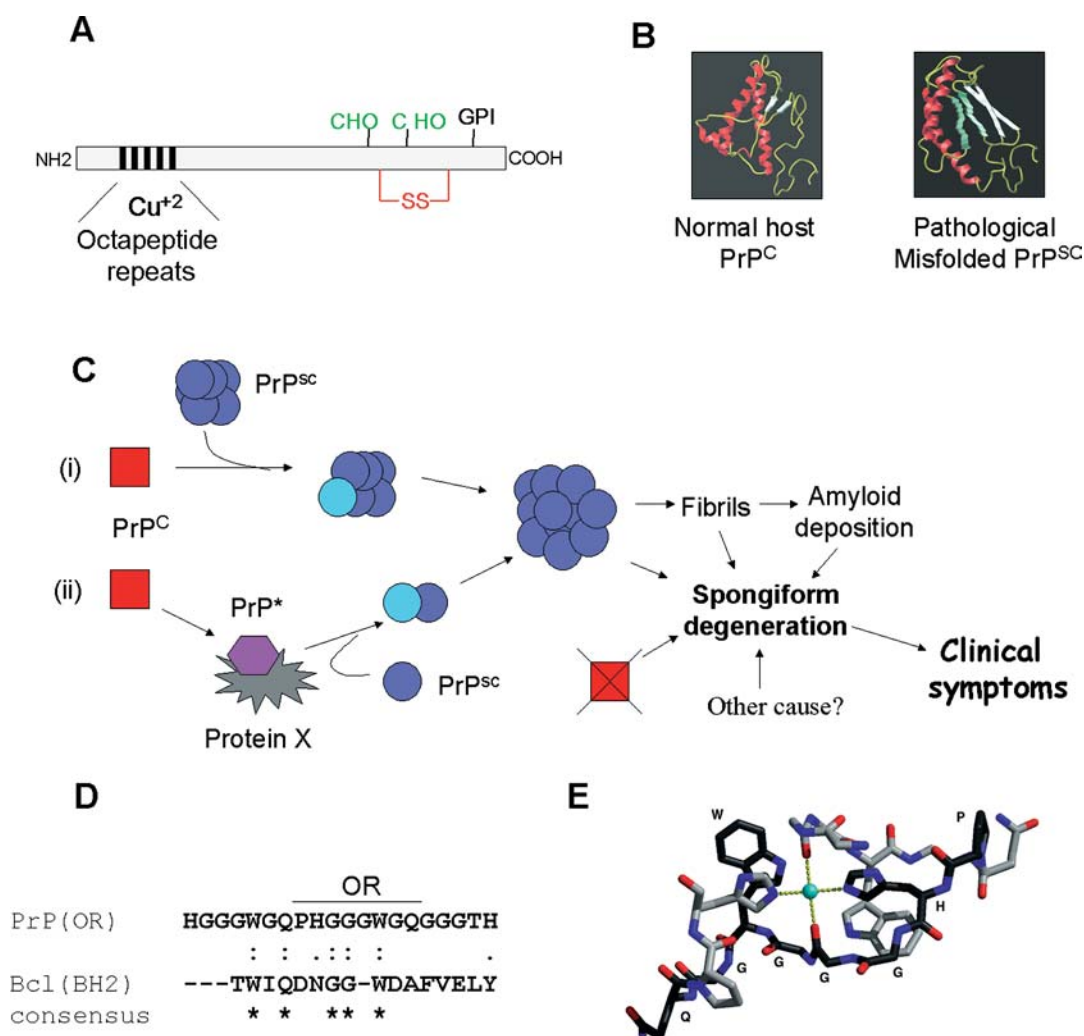 A
CHO C HO GPI
NH2 COOH
SS
Cu+2
Octapeptide
repeats
B
Normal host
PrPC
Pathological
Misfolded PrPSC
C
PrPsc
(i)
PrPC
Fibrils
Amyloid
deposition
(ii)
PrP*
PrPsc
Protein X
Spongiform
degeneration
Other cause?
Clinical
symptoms
D
OR
PrP(OR) HGGGWGQPHGGGWGQGGGTH
: : .: : : .
Bcl(BH2) ---TWIQDNGG-WDAFVELY
consensus * * ** *
E
W
P
H
G
G
G
G
Q